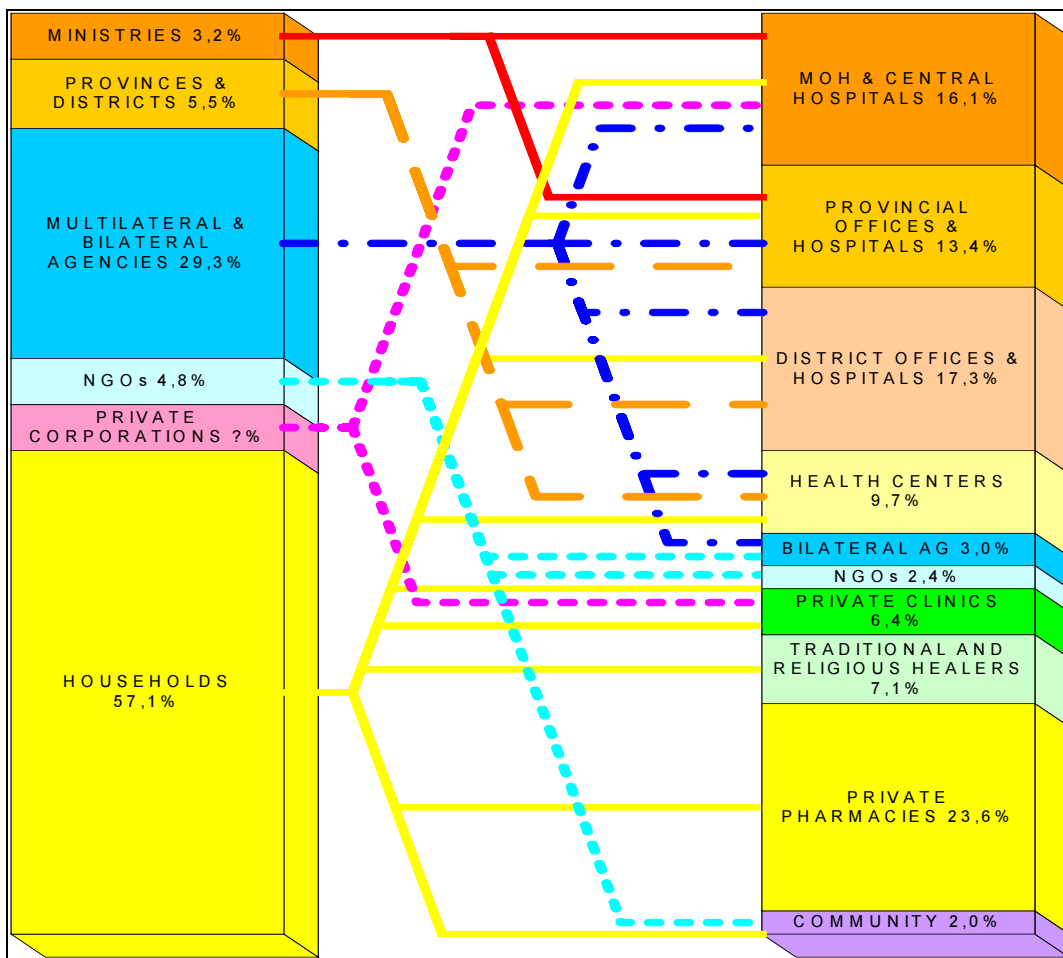 MINISTRIES 3,2%
PROVINCES &
DISTRICTS 5,5%
MULTILATERAL &
BILATERAL
AGENCIES 29,3%
NGOs 4,8%
PRIVATE
CORPORATIONS ?%
HOUSEHOLDS
57,1%
MOH & CENTRAL
HOSPITALS 16,1%
PROVINCIAL
OFFICES &
HOSPITALS 13,4%
DISTRICT OFFICES &
HOSPITALS 17,3%
HEALTH CENTERS
9,7%
BILATERAL AG 3,0%
NGOs 2,4%
PRIVATE CLINICS
6,4%
TRADITIONAL AND
RELIGIOUS HEALERS
7,1%
PRIVATE
PHARMACIES 23,6%
COMMUNITY 2,0%